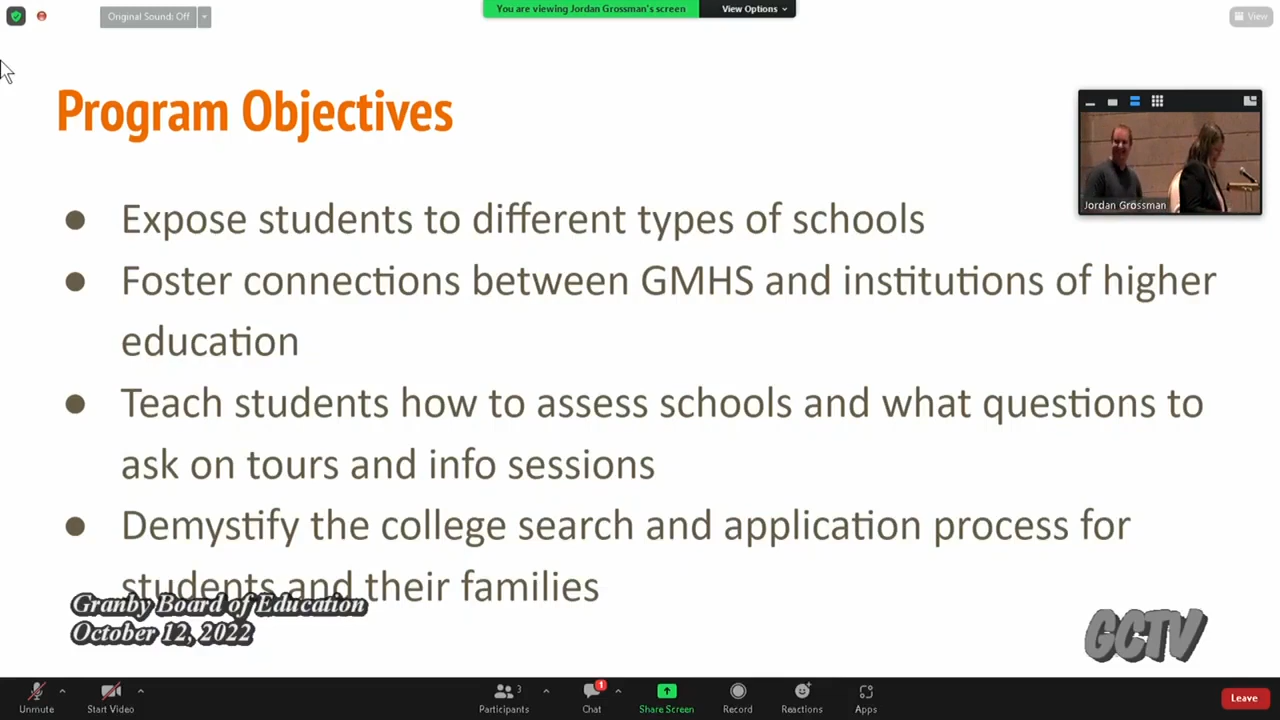 Original Sound: Off
You are viewing Jordan Grossman's screen
View Options
View
Program Objectives
Jordan Grossman
● Expose students to different types of schools
● Foster connections between GMHS and institutions of higher
education
● Teach students how to assess schools and what questions to
ask on tours and info sessions
● Demystify the college search and application process for
students and their families
Granby Board of Education
October 12, 2022
GCTV
Unmute
Start Video
Participants
3
Chat
1
Share Screen
Record
Reactions
Apps
Leave